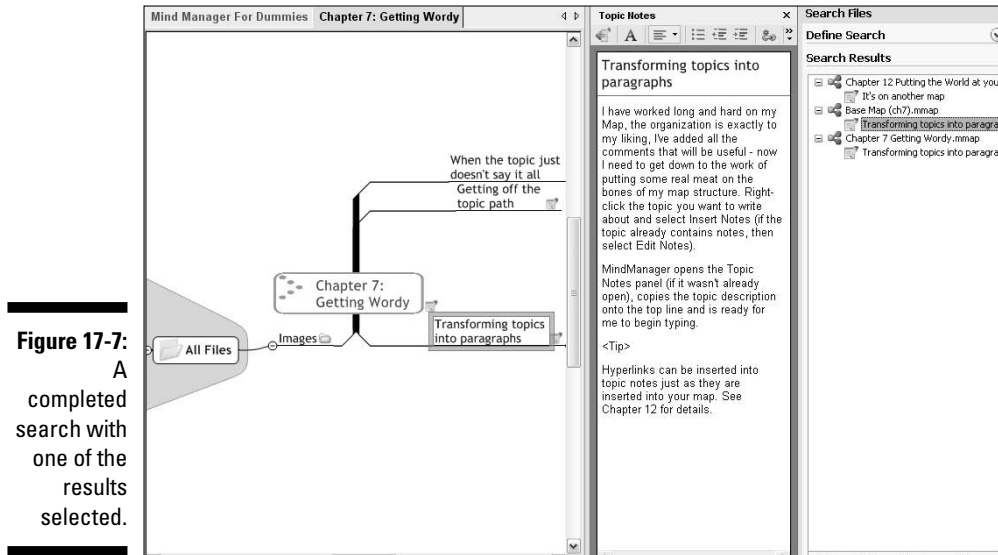 Mind Manager For Dummies
Chapter 7: Getting Wordy
When the topic just
doesn't say it all
Getting off the
topic path
Chapter 7:
Getting Wordy
Transforming topics
into paragraphs
Images
All Files
Topic Notes
A
Transforming topics into
paragraphs
I have worked long and hard on my
Map, the organization is exactly to
my liking, I've added all the
comments that will be useful - now
I need to get down to the work of
putting some real meat on the
bones of my map structure. Right-
click the topic you want to write
about and select Insert Notes (if the
topic already contains notes, then
select Edit Notes).
MindManager opens the Topic
Notes panel (if it wasn't already
open), copies the topic description
onto the top line and is ready for
me to begin typing.
<Tip>
Hyperlinks can be inserted into
topic notes just as they are
inserted into your map. See
Chapter 12 for details.
Search Files
Define Search
Search Results
Chapter 12 Putting the World at you
It's on another map
Base Map (ch7).mmap
Transforming topics into paragra
Chapter 7 Getting Wordy.mmap
Transforming topics into paragra
Figure 17-7:
A
completed
search with
one of the
results
selected.